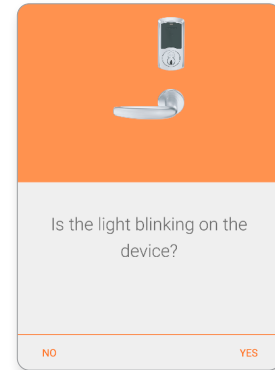 Is the light blinking on the
device?
NO
YES